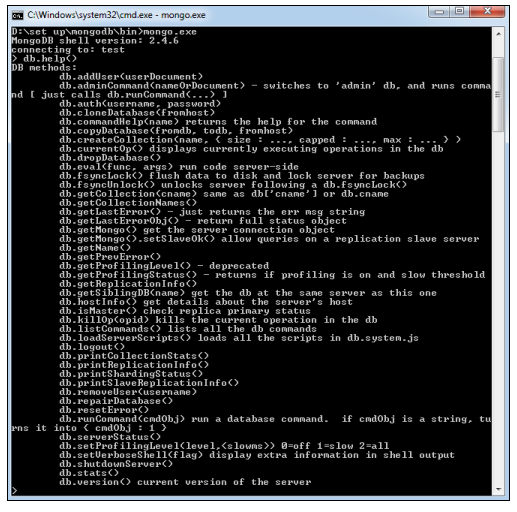 C:\Windows\system32\cmd.exe - mongo.exe
D:\set up\mongodb\bin>mongo.exe
MongoDB shell version: 2.4.6
connecting to: test
> db.help()
DB methods:
db.addUser(userDocument)
db.adminCommand(nameOrDocument) - switches to 'admin' db, and runs comma
nd [ just calls db.runCommand(...) ]
db.auth(username, password)
db.cloneDatabase(fromhost)
db.commandHelp(name) returns the help for the command
db.copyDatabase(fromdb, todb, fromhost)
db.createCollection(name, { size : ..., capped : ..., max : ... } )
db.currentOp() displays currently executing operations in the db
db.dropDatabase()
db.eval(func, args) run code server-side
db.fsyncLock() flush data to disk and lock server for backups
db.fsyncUnlock() unlocks server following a db.fsyncLock()
db.getCollection(cname) same as db['cname'] or db.cname
db.getCollectionNames()
db.getLastError() - just returns the err msg string
db.getLastErrorObj() - return full status object
db.getMongo() get the server connection object
db.getMongo().setSlaveOk() allow queries on a replication slave server
db.getName()
db.getPrevError()
db.getProfilingLevel() - deprecated
db.getProfilingStatus() - returns if profiling is on and slow threshold
db.getReplicationInfo()
db.getSiblingDB(name) get the db at the same server as this one
db.hostInfo() get details about the server's host
db.isMaster() check replica primary status
db.killOp(opid) kills the current operation in the db
db.listCommands() lists all the db commands
db.loadServerScripts() loads all the scripts in db.system.js
db.logout()
db.printCollectionStats()
db.printReplicationInfo()
db.printShardingStatus()
db.printSlaveReplicationInfo()
db.removeUser(username)
db.repairDatabase()
db.resetError()
db.runCommand(cmdObj) run a database command.  if cmdObj is a string, tu
rns it into { cmdObj : 1 }
db.serverStatus()
db.setProfilingLevel(level,{slowms}) 0=off 1=slow 2=all
db.setVerboseShell(flag) display extra information in shell output
db.shutdownServer()
db.stats()
db.version() current version of the server
>